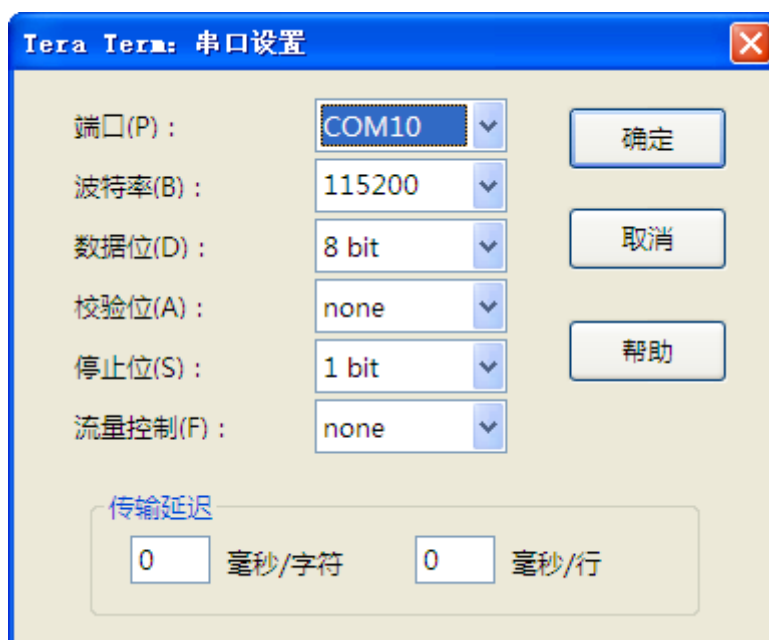 Tera Term: 串口设置
端口(P)： COM10 确定
波特率(B)： 115200
数据位(D)： 8 bit 取消
校验位(A)： none
停止位(S)： 1 bit 帮助
流量控制(F)： none
传输延迟
0 毫秒/字符 0 毫秒/行